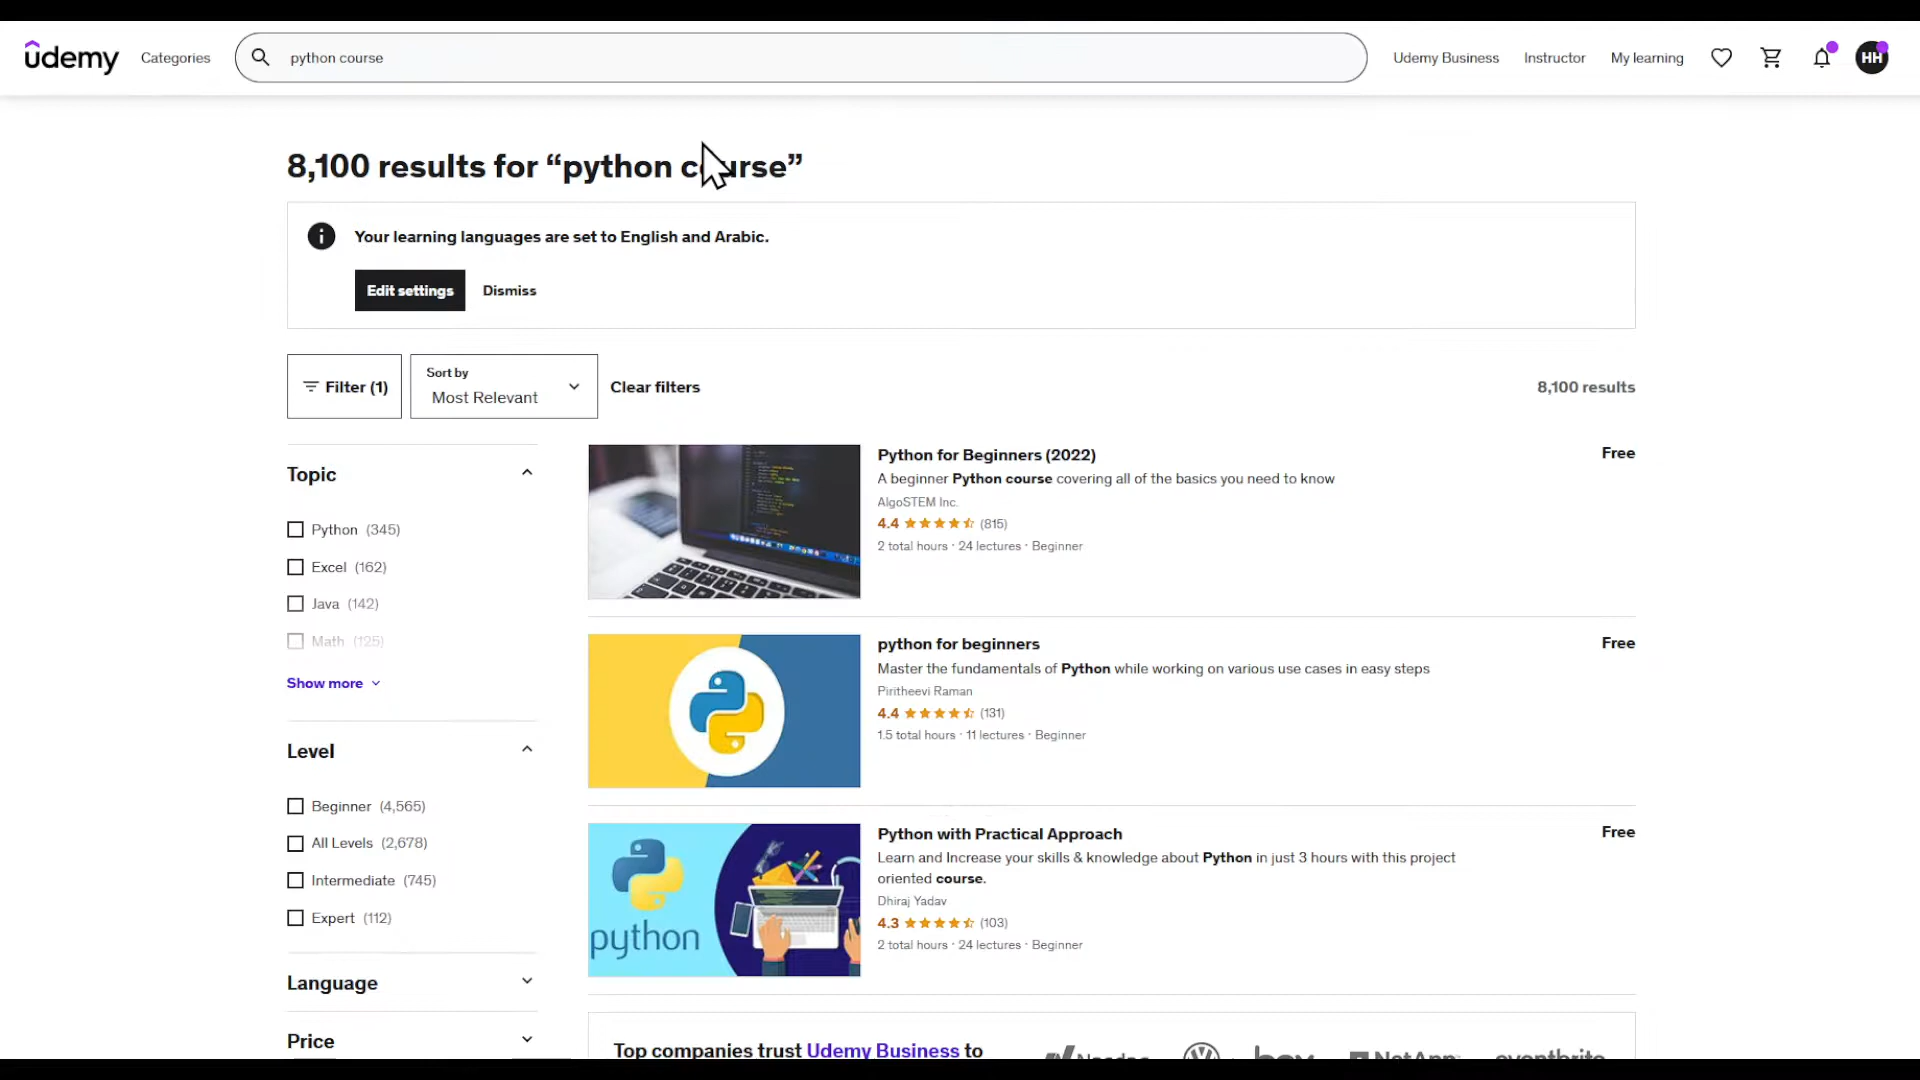 udemy
Categories
python course
Udemy Business
Instructor
My learning
HH
8,100 results for “python course”
Your learning languages are set to English and Arabic.
Edit settings
Dismiss
Filter (1)
Sort by
Most Relevant
Clear filters
8,100 results
Topic
Python (345)
Excel (162)
Java (142)
Math (125)
Show more
Level
Beginner (4,565)
All Levels (2,678)
Intermediate (745)
Expert (112)
Language
Price
Python for Beginners (2022)
Free
A beginner Python course covering all of the basics you need to know
AlgoSTEM Inc.
4.4 (815)
2 total hours · 24 lectures · Beginner
python for beginners
Free
Master the fundamentals of Python while working on various use cases in easy steps
Piritheevi Raman
4.4 (131)
1.5 total hours · 11 lectures · Beginner
python
Python with Practical Approach
Free
Learn and Increase your skills & knowledge about Python in just 3 hours with this project
oriented course.
Dhiraj Yadav
4.3 (103)
2 total hours · 24 lectures · Beginner
Top companies trust Udemy Business to
Nasdaq
box
NetApp
eventbrite